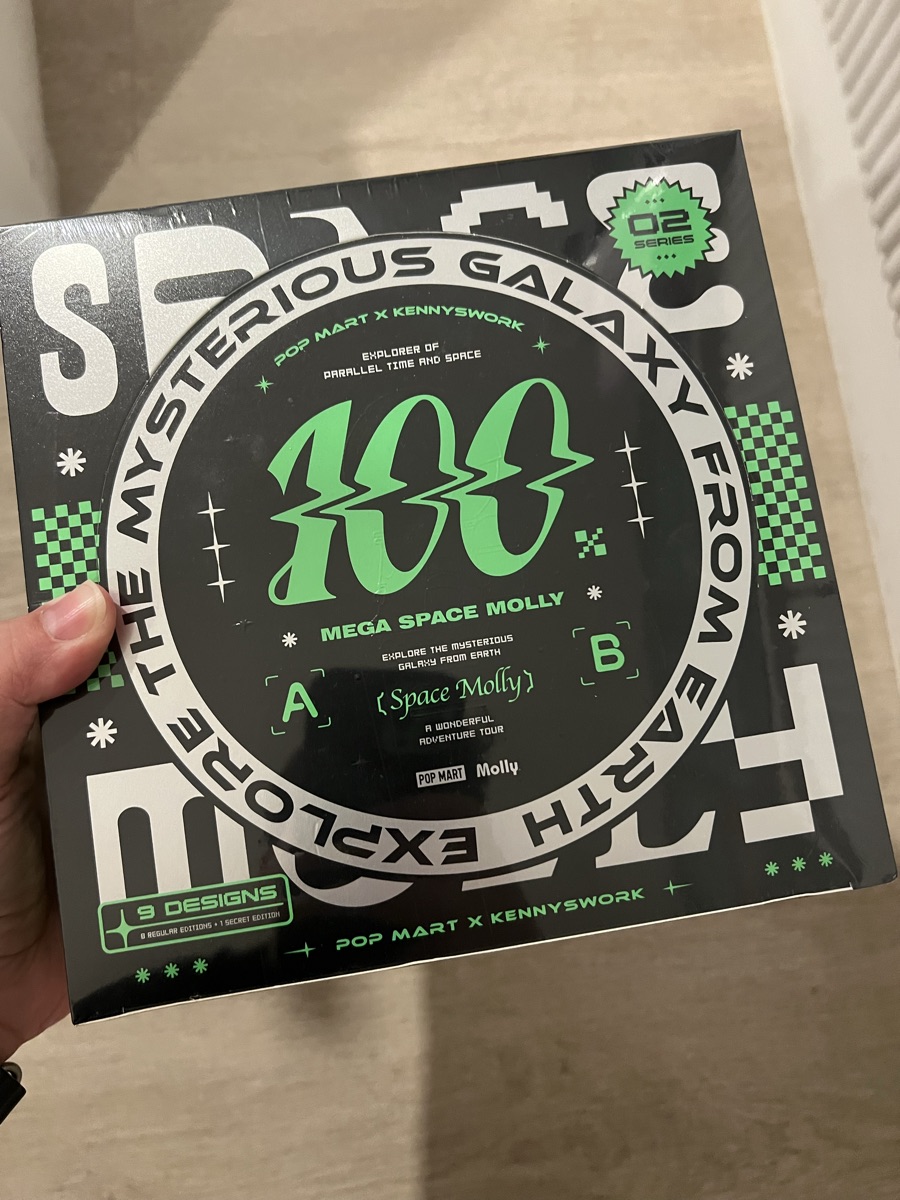 SPACE
02
SERIES
EXPLORE THE MYSTERIOUS GALAXY FROM EARTH
POP MART X KENNYSWORK
EXPLORER OF
PARALLEL TIME AND SPACE
100
MEGA SPACE MOLLY
EXPLORE THE MYSTERIOUS
GALAXY FROM EARTH
A
Space Molly
B
A WONDERFUL
ADVENTURE TOUR
POP MART Molly
9 DESIGNS
8 REGULAR EDITIONS + 1 SECRET EDITION
POP MART X KENNYSWORK